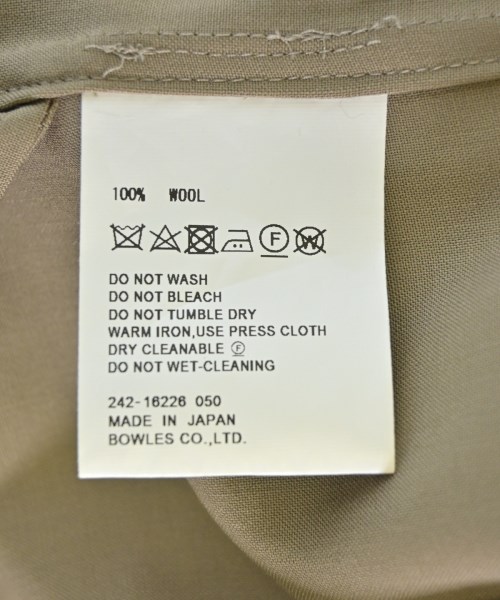 100% WOOL
F W
DO NOT WASH
DO NOT BLEACH
DO NOT TUMBLE DRY
WARM IRON,USE PRESS CLOTH
DRY CLEANABLE Ⓕ
DO NOT WET-CLEANING
242-16226 050
MADE IN JAPAN
BOWLES CO.,LTD.